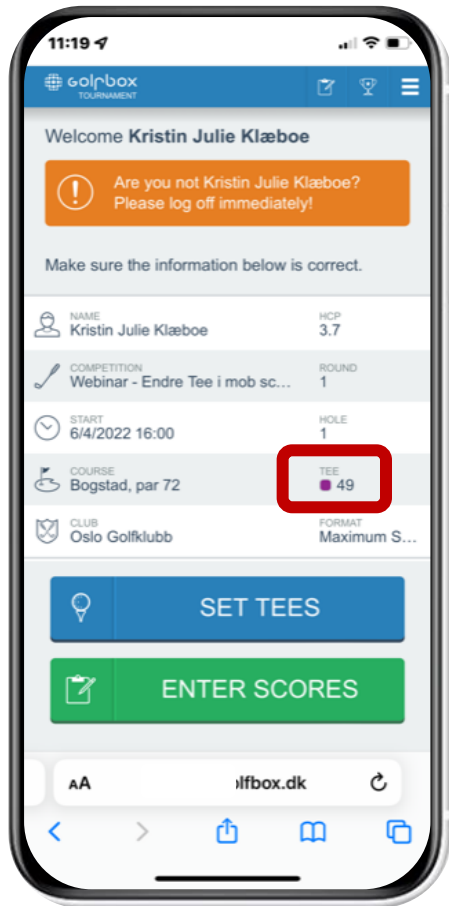 11:19
GOLFBOX
TOURNAMENT
Welcome Kristin Julie Klæboe
Are you not Kristin Julie Klæboe?
Please log off immediately!
Make sure the information below is correct.
NAME HCP
Kristin Julie Klæboe 3.7
COMPETITION ROUND
Webinar - Endre Tee i mob sc... 1
START HOLE
6/4/2022 16:00 1
COURSE TEE
Bogstad, par 72 49
CLUB FORMAT
Oslo Golfklubb Maximum S...
SET TEES
ENTER SCORES
AA lfbox.dk